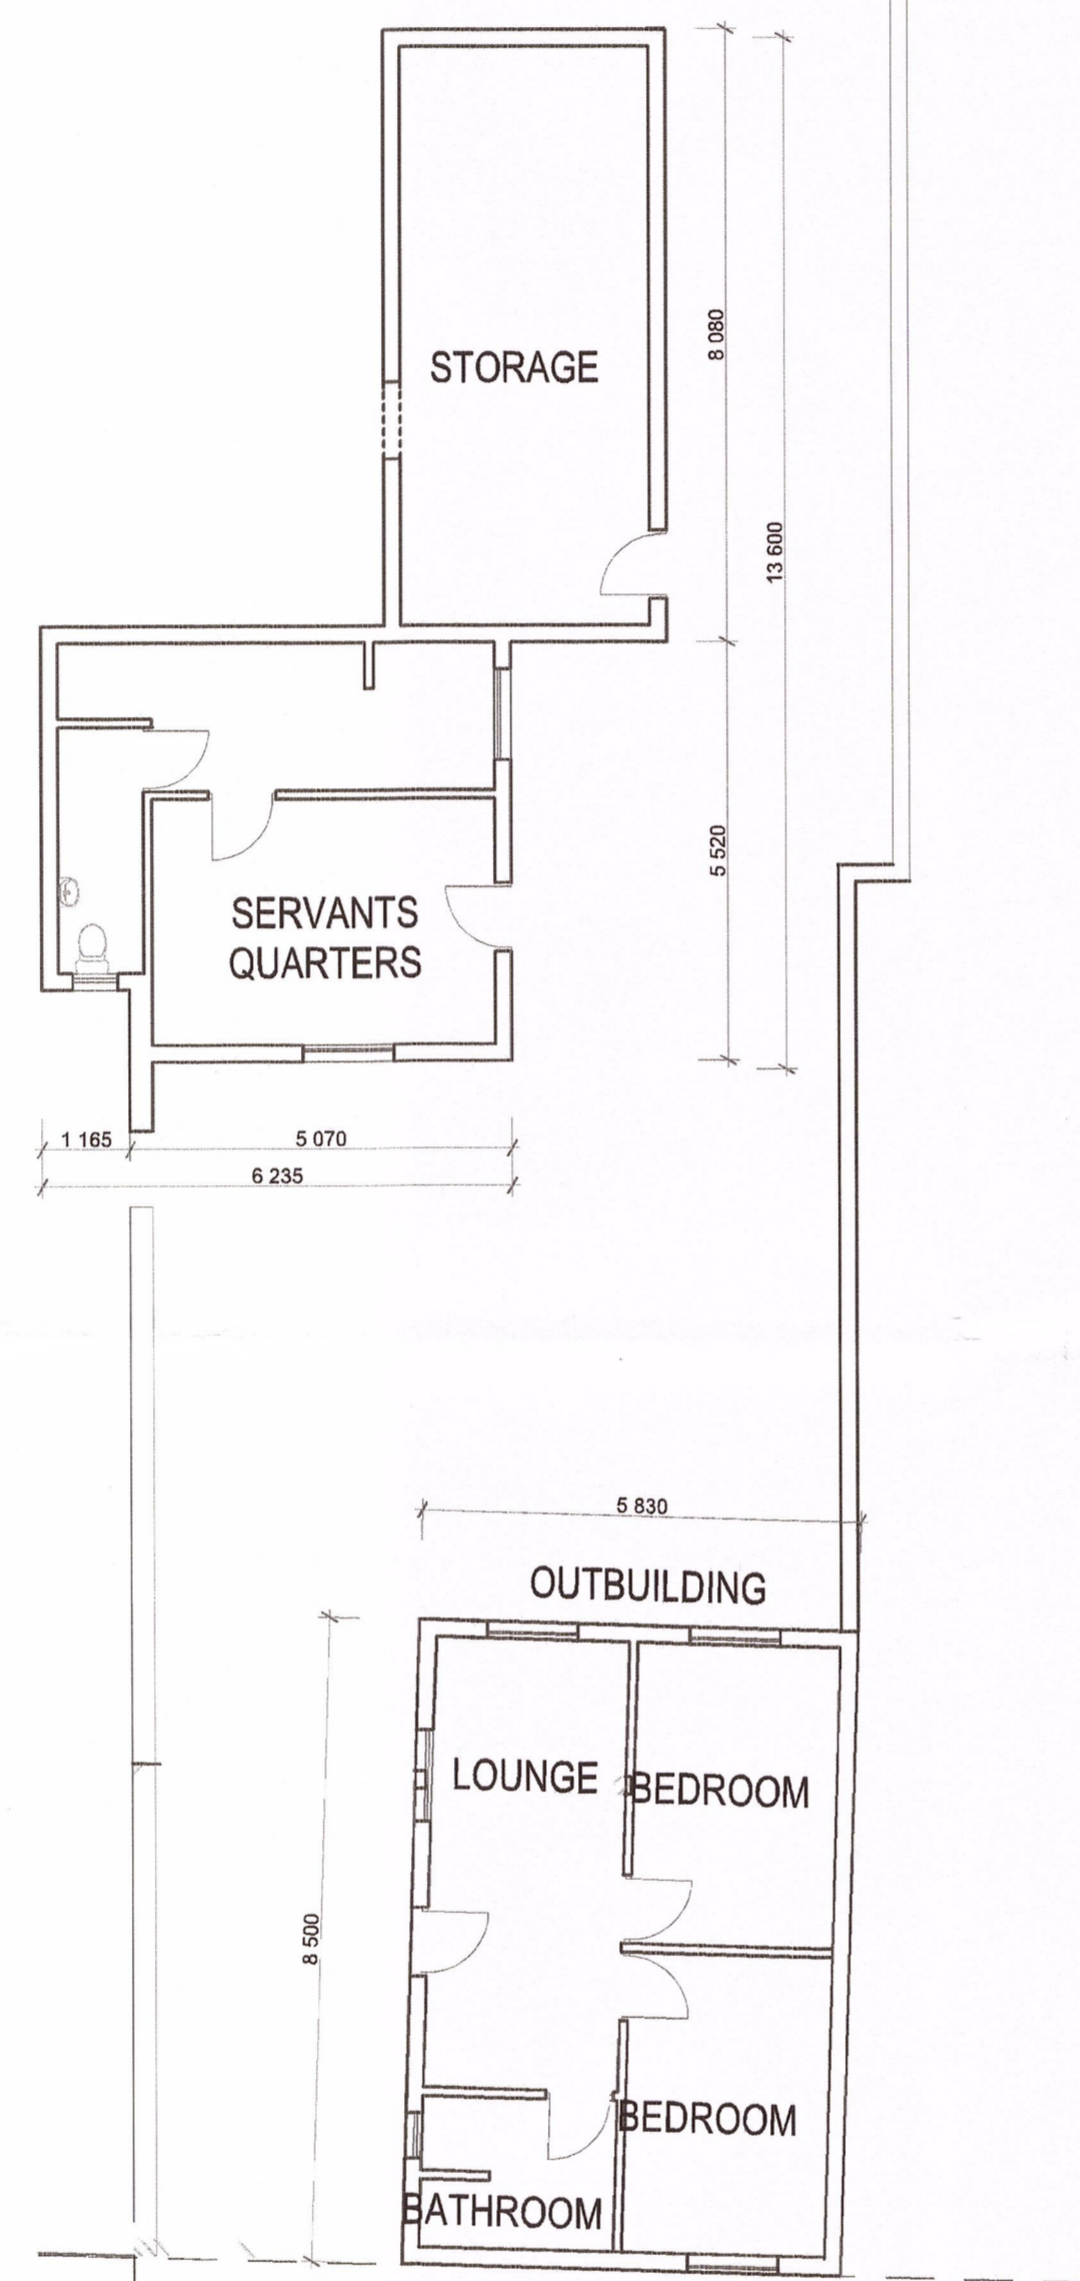 8 080
STORAGE
13 600
5 520
SERVANTS
QUARTERS
1 165
5 070
6 235
5 830
OUTBUILDING
LOUNGE
BEDROOM
8 500
BEDROOM
BATHROOM